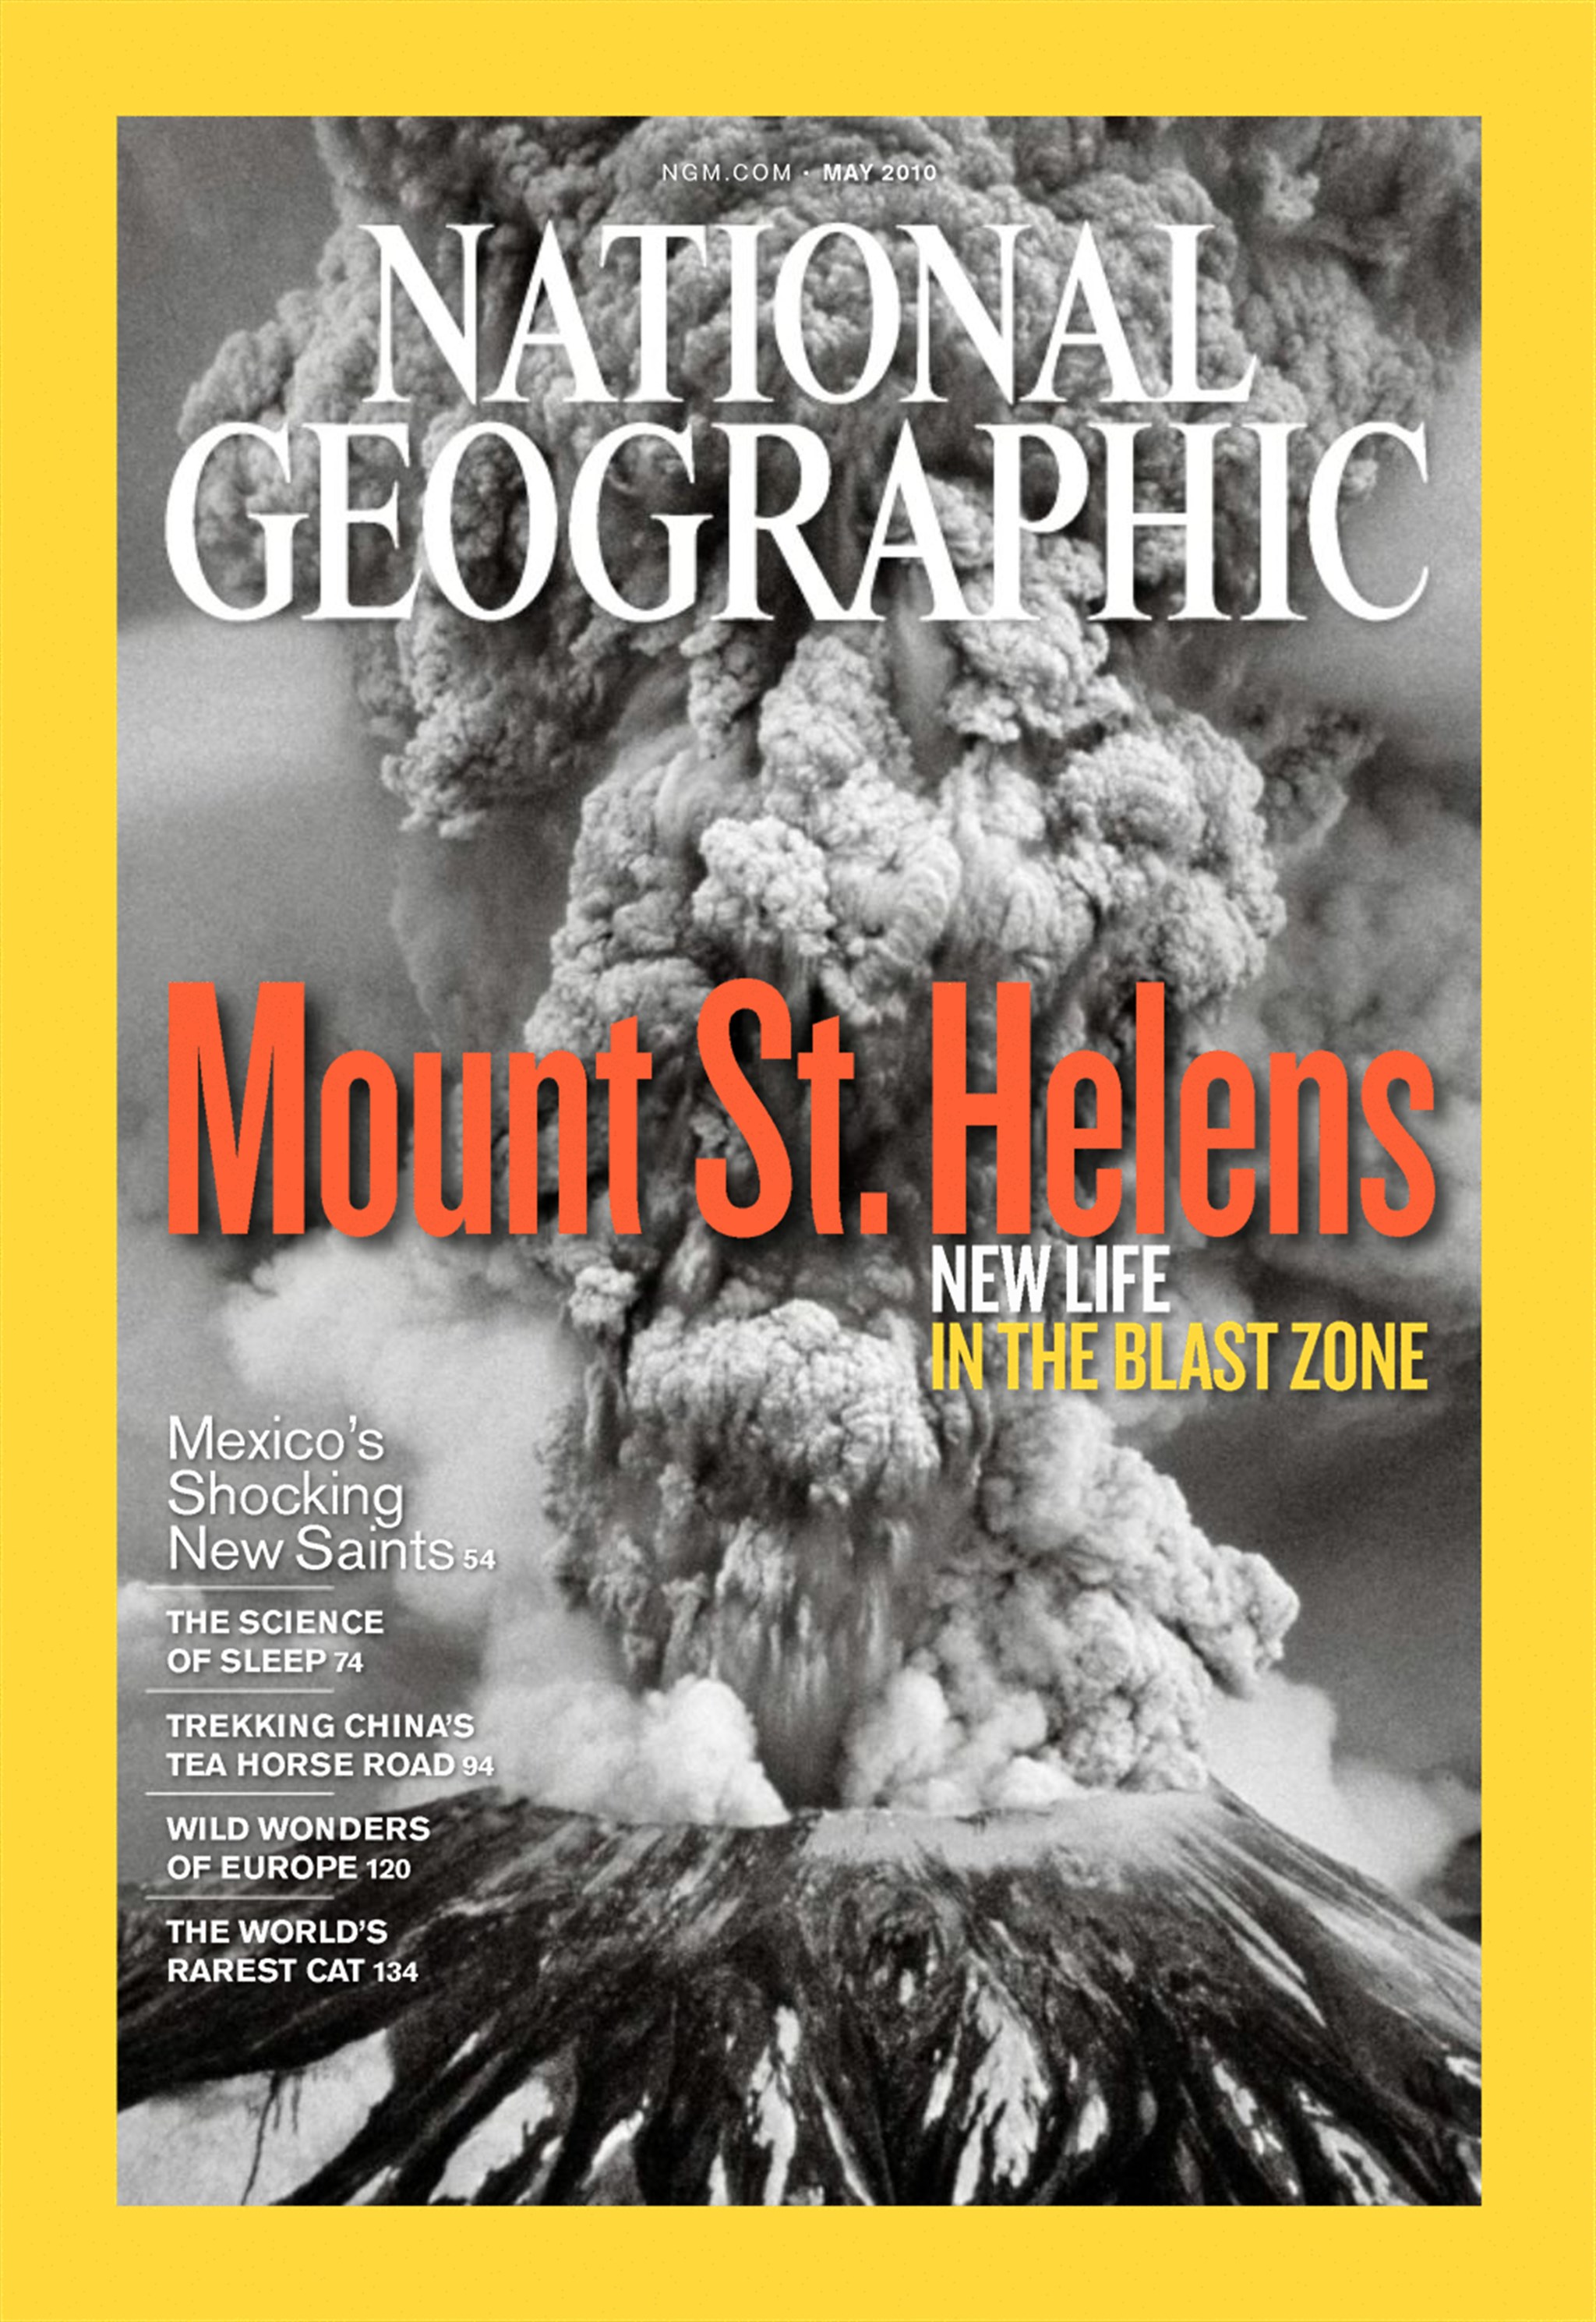 NGM.COM • MAY 2010
NATIONAL
GEOGRAPHIC
Mount St. Helens
NEW LIFE
IN THE BLAST ZONE
Mexico’s
Shocking
New Saints 54
THE SCIENCE
OF SLEEP 74
TREKKING CHINA’S
TEA HORSE ROAD 94
WILD WONDERS
OF EUROPE 120
THE WORLD’S
RAREST CAT 134